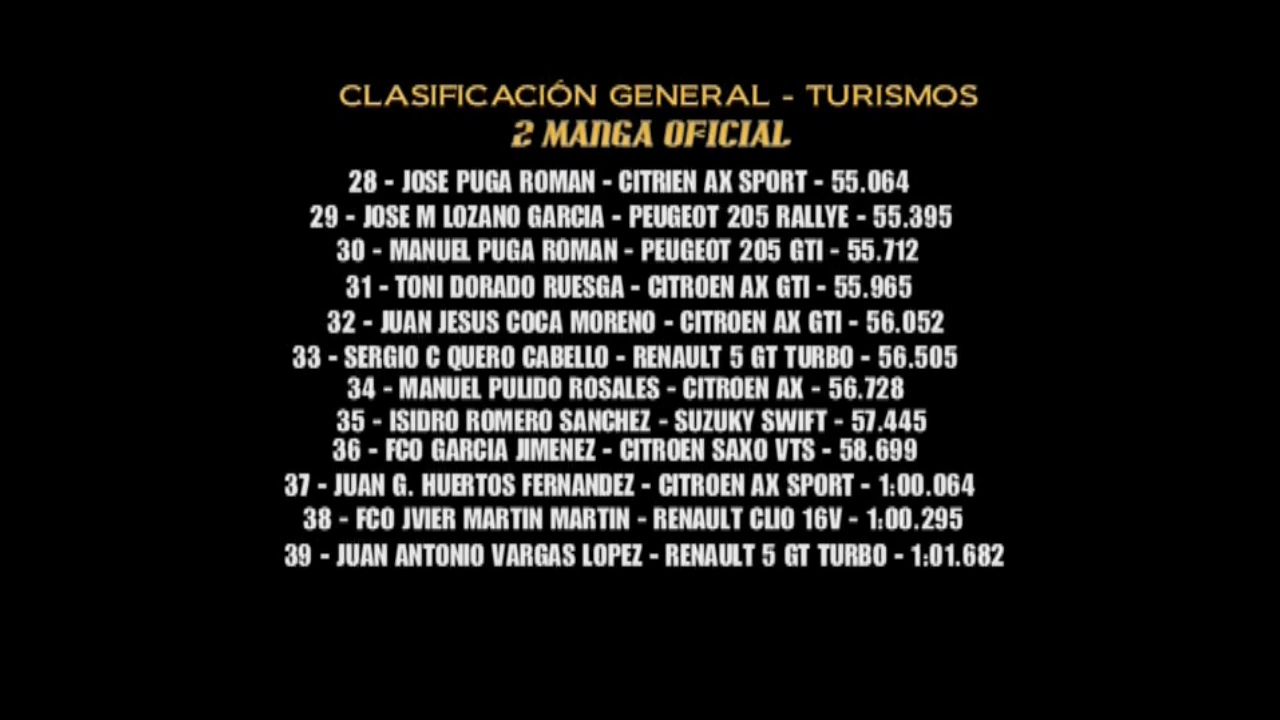 CLASIFICACIÓN GENERAL - TURISMOS
2 MANGA OFICIAL
28 - JOSE PUGA ROMAN - CITRIEN AX SPORT - 55.064
29 - JOSE M LOZANO GARCIA - PEUGEOT 205 RALLYE - 55.395
30 - MANUEL PUGA ROMAN - PEUGEOT 205 GTI - 55.712
31 - TONI DORADO RUESGA - CITROEN AX GTI - 55.965
32 - JUAN JESUS COCA MORENO - CITROEN AX GTI - 56.052
33 - SERGIO C QUERO CABELLO - RENAULT 5 GT TURBO - 56.505
34 - MANUEL PULIDO ROSALES - CITROEN AX - 56.728
35 - ISIDRO ROMERO SANCHEZ - SUZUKY SWIFT - 57.445
36 - FCO GARCIA JIMENEZ - CITROEN SAXO VTS - 58.699
37 - JUAN G. HUERTOS FERNANDEZ - CITROEN AX SPORT - 1:00.064
38 - FCO JVIER MARTIN MARTIN - RENAULT CLIO 16V - 1:00.295
39 - JUAN ANTONIO VARGAS LOPEZ - RENAULT 5 GT TURBO - 1:01.682